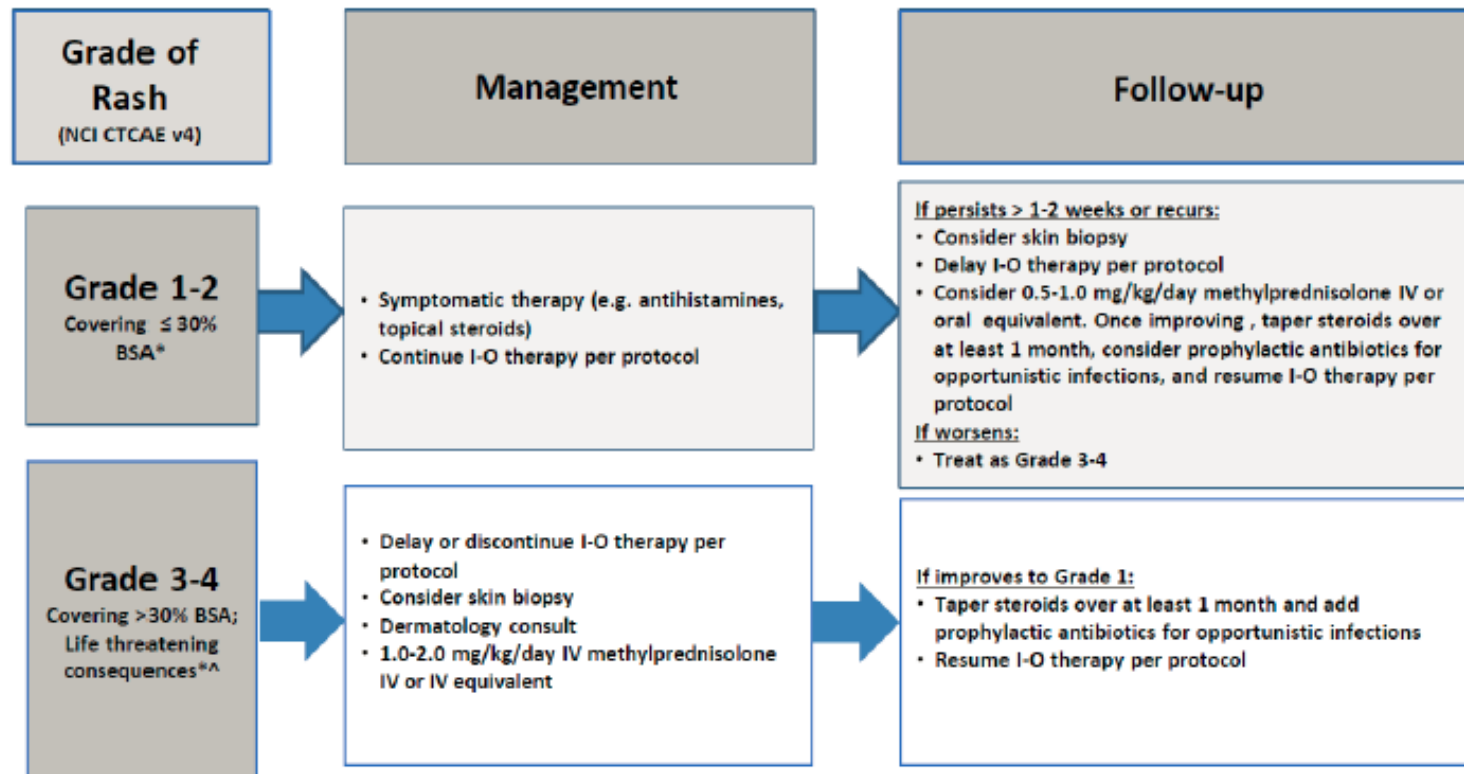 Grade of
Rash
(NCI CTCAE v4)
Management
Follow-up
Grade 1-2
Covering ≤ 30%
BSA*
• Symptomatic therapy (e.g. antihistamines,
topical steroids)
• Continue I-O therapy per protocol
If persists > 1-2 weeks or recurs:
• Consider skin biopsy
• Delay I-O therapy per protocol
• Consider 0.5-1.0 mg/kg/day methylprednisolone IV or
oral equivalent. Once improving , taper steroids over
at least 1 month, consider prophylactic antibiotics for
opportunistic infections, and resume I-O therapy per
protocol
If worsens:
• Treat as Grade 3-4
Grade 3-4
Covering >30% BSA;
Life threatening
consequences*^
• Delay or discontinue I-O therapy per
protocol
• Consider skin biopsy
• Dermatology consult
• 1.0-2.0 mg/kg/day IV methylprednisolone
IV or IV equivalent
If improves to Grade 1:
• Taper steroids over at least 1 month and add
prophylactic antibiotics for opportunistic infections
• Resume I-O therapy per protocol